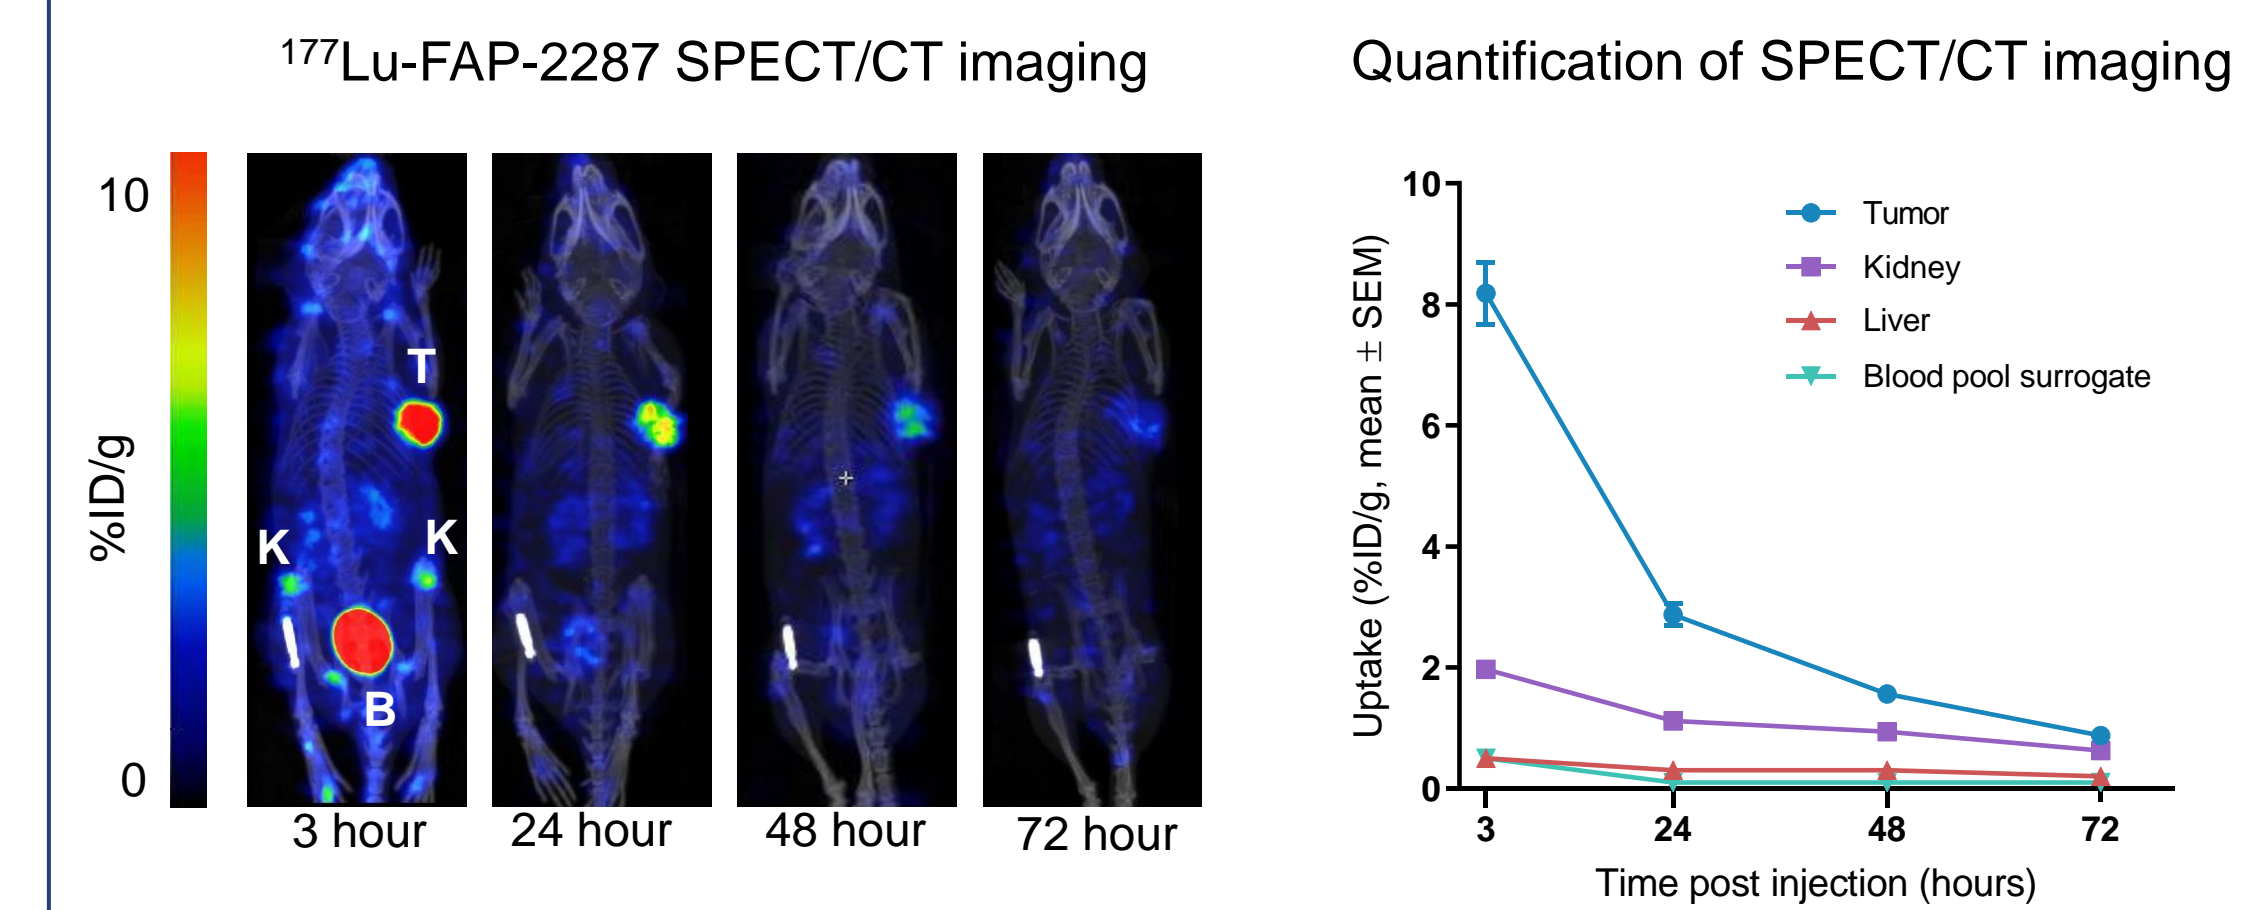 ¹⁷⁷Lu-FAP-2287 SPECT/CT imaging
10
%ID/g
0
T
K
K
B
3 hour
24 hour
48 hour
72 hour
Quantification of SPECT/CT imaging
Uptake (%ID/g, mean ± SEM)
10
8
6
4
2
0
Tumor
Kidney
Liver
Blood pool surrogate
3
24
48
72
Time post injection (hours)